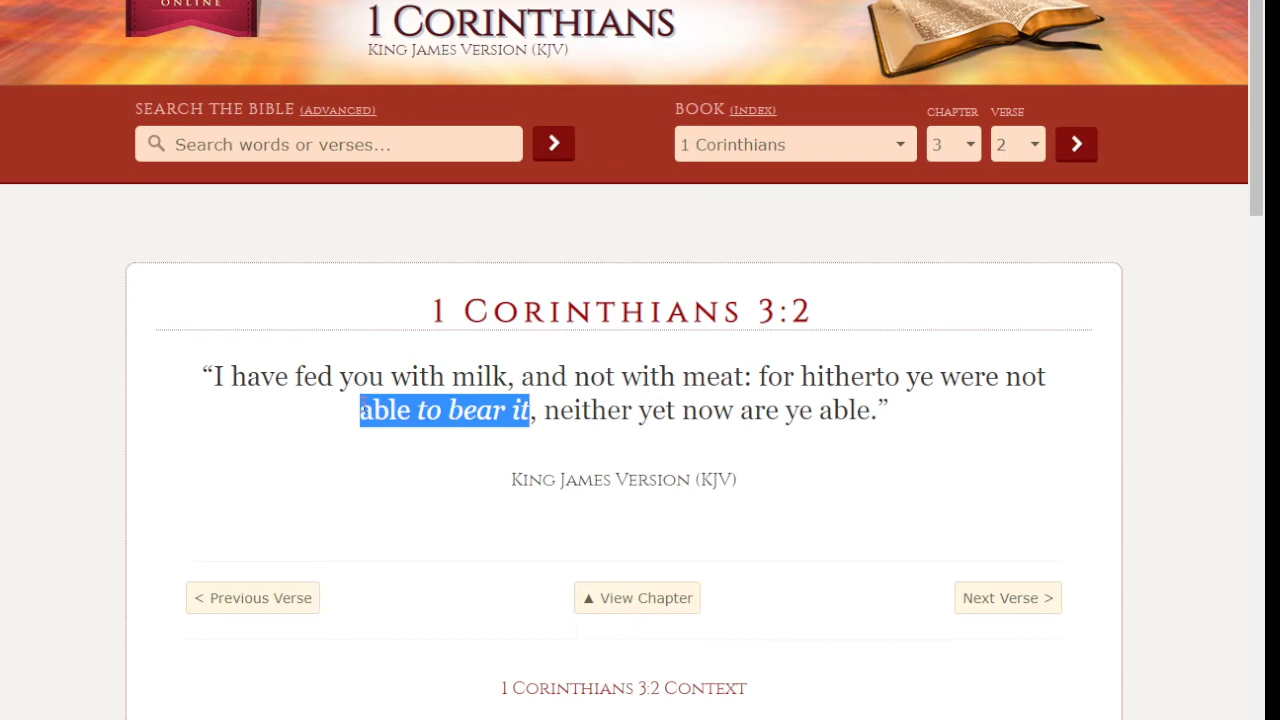 ONLINE
1 CORINTHIANS
KING JAMES VERSION (KJV)
SEARCH THE BIBLE (ADVANCED)
BOOK (INDEX)
CHAPTER VERSE
Search words or verses...
1 Corinthians
3
2
1 CORINTHIANS 3:2
“I have fed you with milk, and not with meat: for hitherto ye were not
able to bear it, neither yet now are ye able.”
KING JAMES VERSION (KJV)
< Previous Verse
▲ View Chapter
Next Verse >
1 CORINTHIANS 3:2 CONTEXT